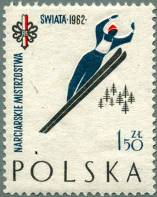 ŚWIATA·1962·
NARCIARSKIE MISTRZOSTWA
1 50 ZŁ
POLSKA